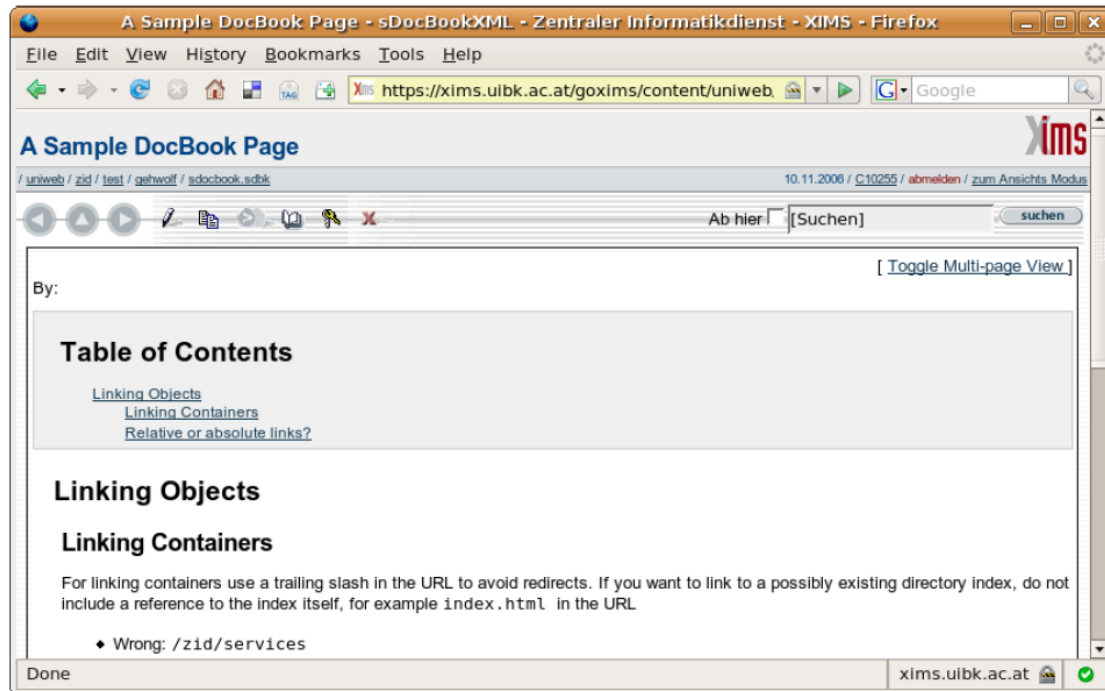 A Sample DocBook Page - sDocBookXML - Zentraler Informatikdienst - XIMS - Firefox
File Edit View History Bookmarks Tools Help
TAG Xims https://xims.uibk.ac.at/goxims/content/uniweb, G Google
A Sample DocBook Page Xims
/ uniweb / zid / test / gehwolf / sdocbook.sdbk 10.11.2006 / C10255 / abmelden / zum Ansichts Modus
Ab hier [Suchen] suchen
[ Toggle Multi-page View ]
By:
Table of Contents
Linking Objects
Linking Containers
Relative or absolute links?
Linking Objects
Linking Containers
For linking containers use a trailing slash in the URL to avoid redirects. If you want to link to a possibly existing directory index, do not
include a reference to the index itself, for example index.html in the URL
◆ Wrong: /zid/services
Done xims.uibk.ac.at